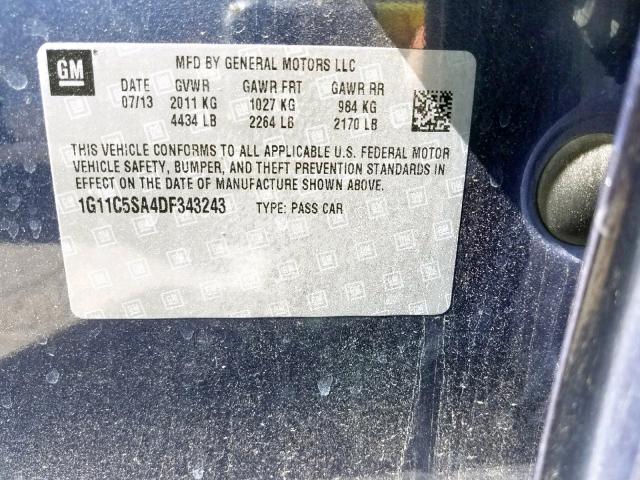 GM
MFD BY GENERAL MOTORS LLC
DATE GVWR GAWR FRT GAWR RR
07/13 2011 KG 1027 KG 984 KG
4434 LB 2264 LB 2170 LB
THIS VEHICLE CONFORMS TO ALL APPLICABLE U.S. FEDERAL MOTOR
VEHICLE SAFETY, BUMPER, AND THEFT PREVENTION STANDARDS IN
EFFECT ON THE DATE OF MANUFACTURE SHOWN ABOVE.
1G11C5SA4DF343243 TYPE: PASS CAR